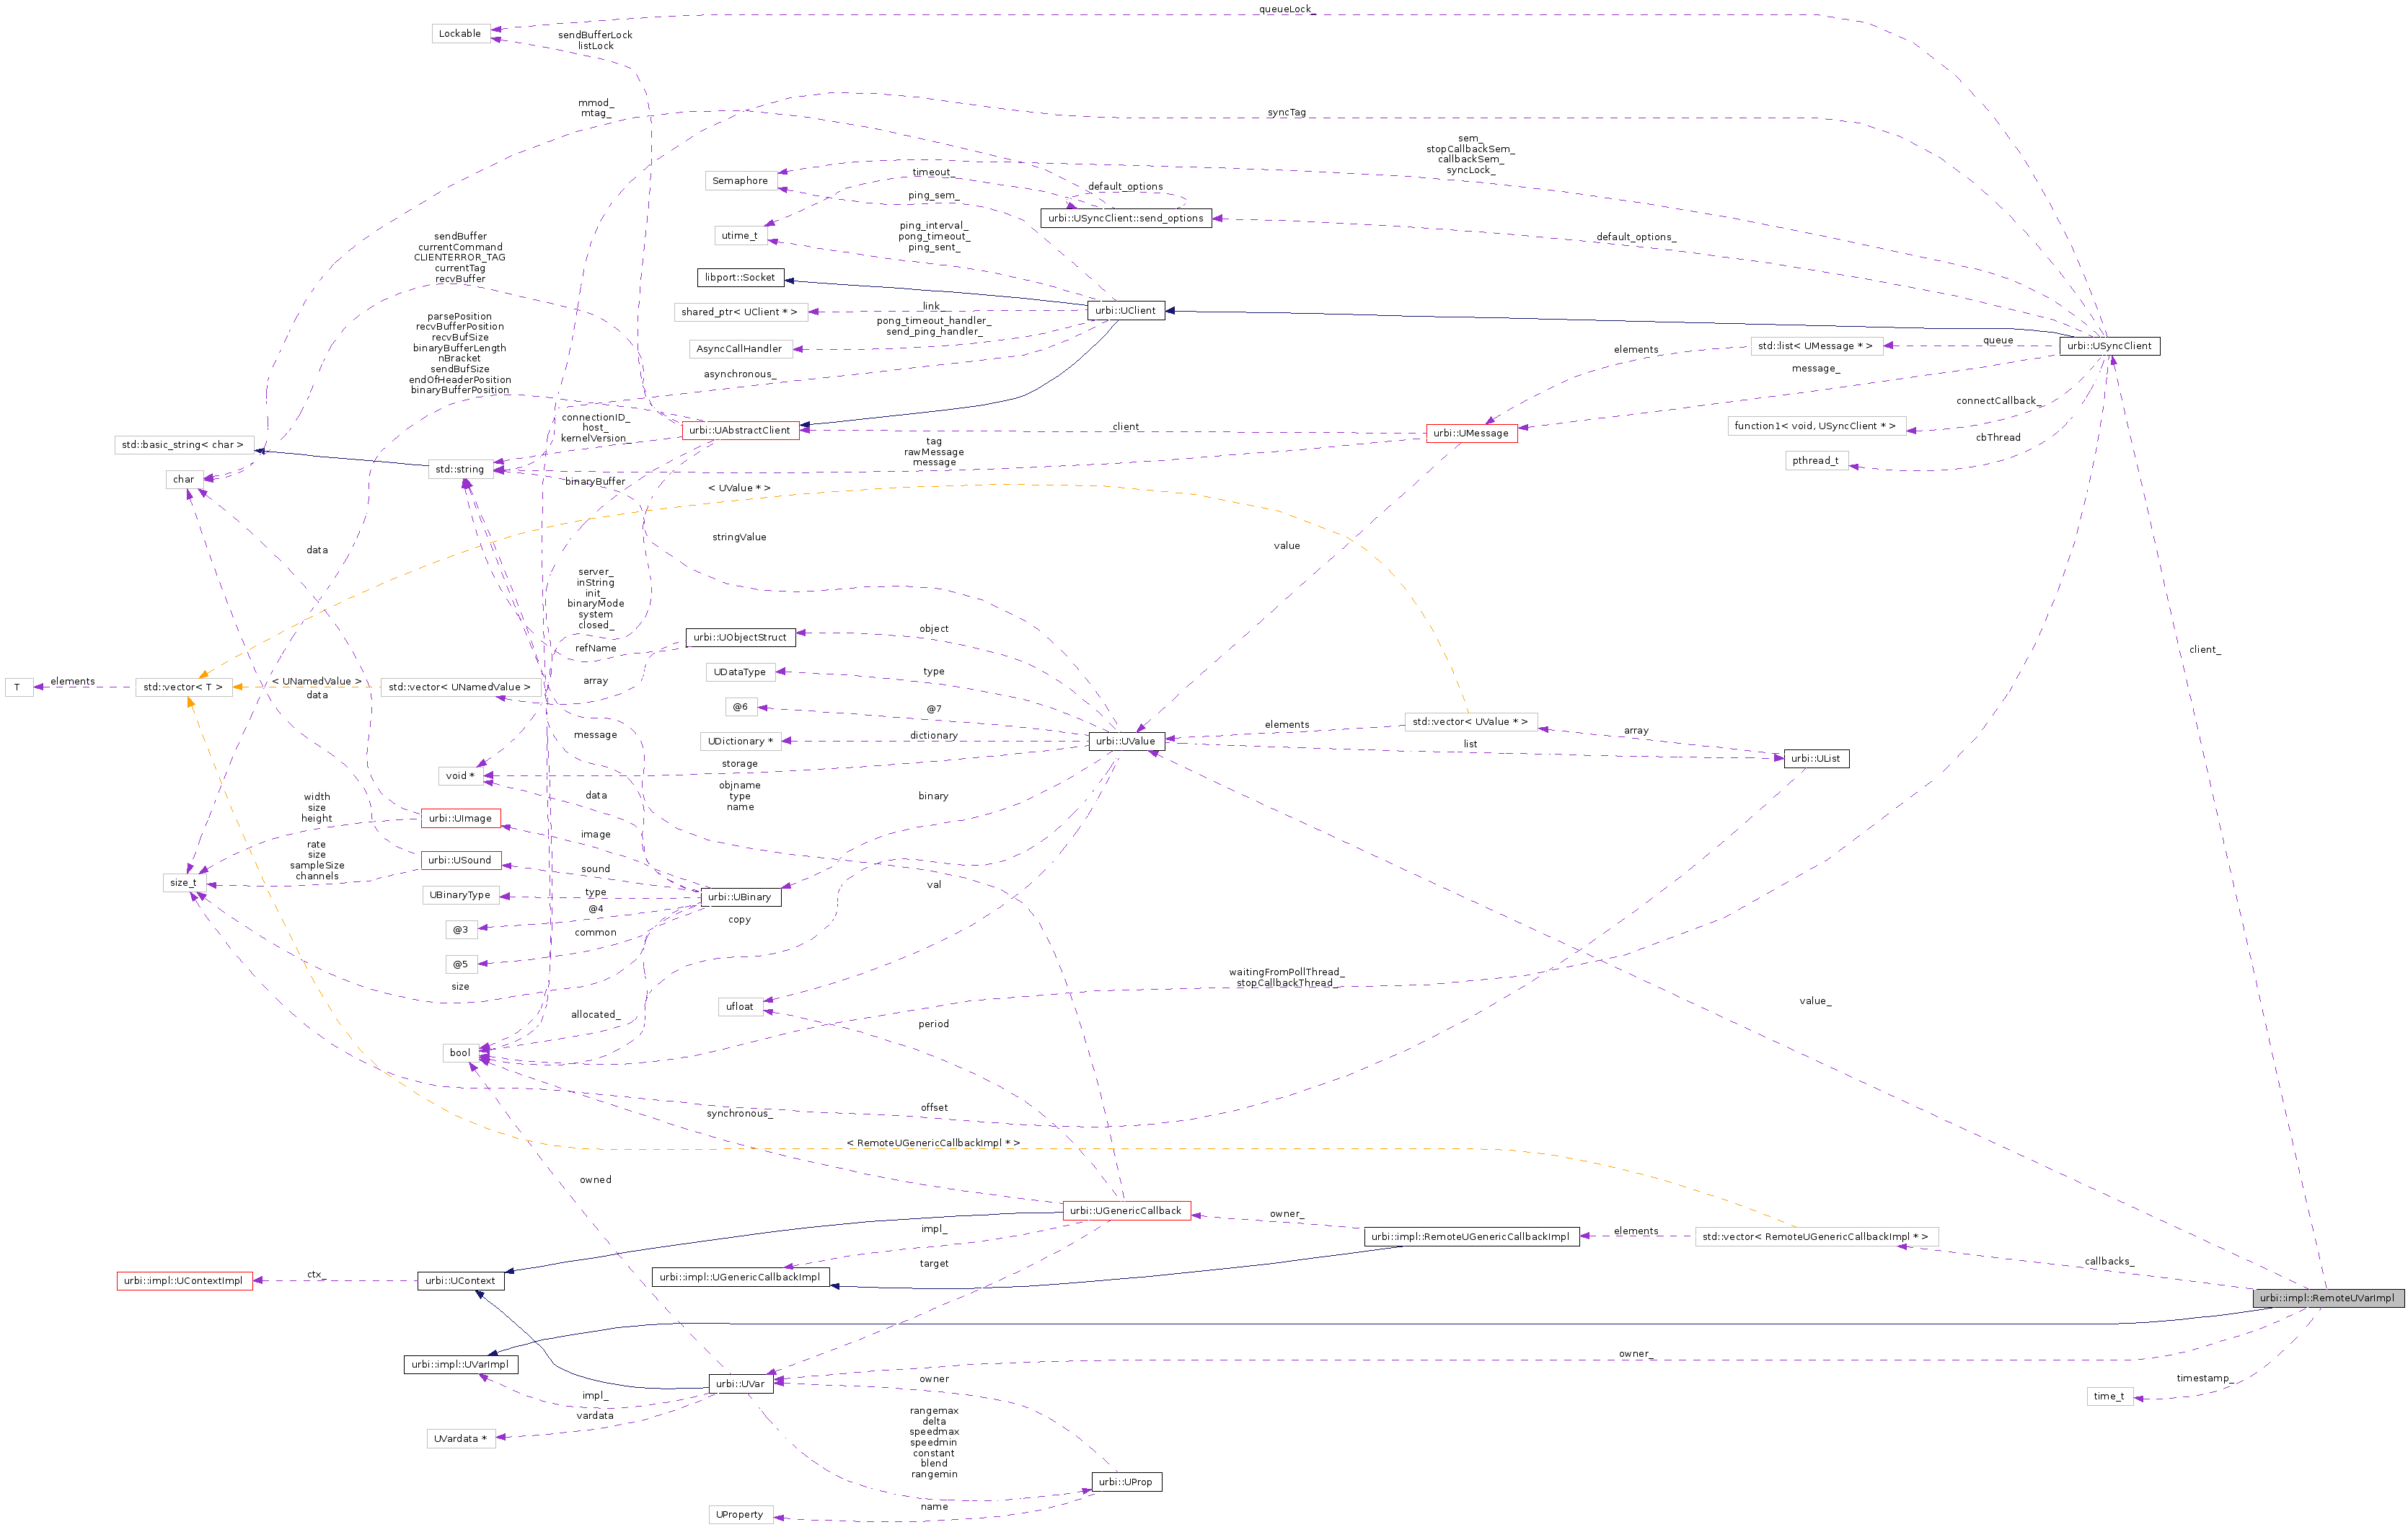 queueLock_
Lockable
sendBufferLock
listLock
mmod_
mtag_
syncTag
sem_
stopCallbackSem_
callbackSem_
syncLock_
Semaphore
timeout_
default_options
ping_sem_
urbi::USyncClient::send_options
utime_t
ping_interval_
pong_timeout_
ping_sent_
default_options_
sendBuffer
currentCommand
CLIENTERROR_TAG
currentTag
recvBuffer
libport::Socket
shared_ptr< UClient * >
link_
urbi::UClient
parsePosition
recvBufferPosition
recvBufSize
binaryBufferLength
nBracket
sendBufSize
endOfHeaderPosition
binaryBufferPosition
pong_timeout_handler_
send_ping_handler_
AsyncCallHandler
elements
std::list< UMessage * >
queue
urbi::USyncClient
asynchronous_
message_
connectCallback_
connectionID_
host_
kernelVersion_
urbi::UAbstractClient
client_
urbi::UMessage
function1< void, USyncClient * >
std::basic_string< char >
tag
rawMessage
message
cbThread
pthread_t
std::string
char
binaryBuffer
< UValue * >
data
stringValue
value
server_
inString
init_
binaryMode
system
closed_
urbi::UObjectStruct
object
refName
client_
UDataType
type
T
elements
std::vector< T >
< UNamedValue >
std::vector< UNamedValue >
array
data
@6
@7
std::vector< UValue * >
elements
array
message
UDictionary *
dictionary
urbi::UValue
list
urbi::UList
void *
storage
objname
type
name
data
binary
width
size
height
urbi::UImage
image
rate
size
sampleSize
channels
urbi::USound
sound
size_t
UBinaryType
type
urbi::UBinary
val
@3
@4
copy
common
@5
size
waitingFromPollThread_
stopCallbackThread_
value_
ufloat
allocated_
period
bool
synchronous_
offset
< RemoteUGenericCallbackImpl * >
owned
urbi::UGenericCallback
owner_
impl_
urbi::impl::RemoteUGenericCallbackImpl
elements
std::vector< RemoteUGenericCallbackImpl * >
callbacks_
target
urbi::impl::UContextImpl
ctx_
urbi::UContext
urbi::impl::UGenericCallbackImpl
urbi::impl::RemoteUVarImpl
urbi::impl::UVarImpl
owner_
urbi::UVar
owner
timestamp_
time_t
impl_
vardata
UVardata *
rangemax
delta
speedmax
speedmin
constant
blend
rangemin
urbi::UProp
name
UProperty